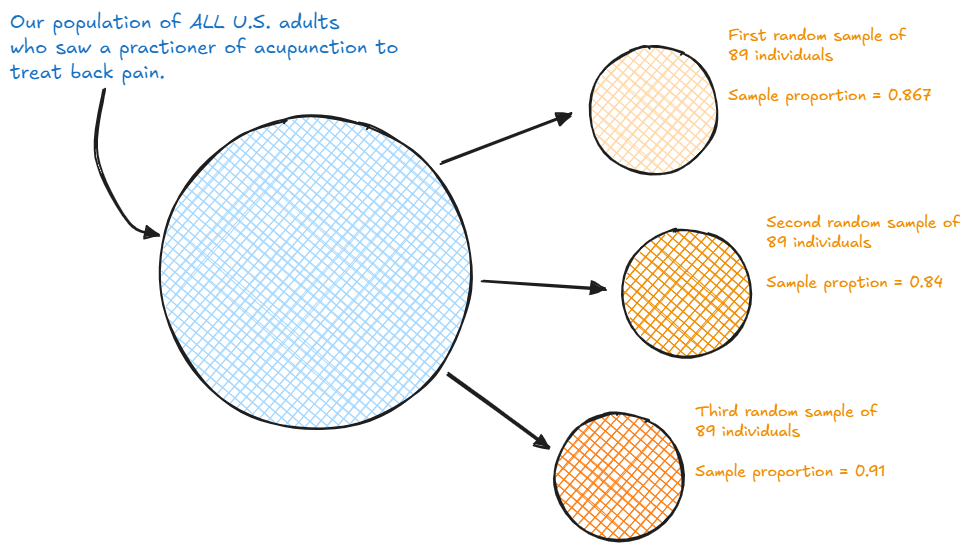 Our population of ALL U.S. adults
who saw a practioner of acupunction to
treat back pain.
First random sample of
89 individuals
Sample proportion = 0.867
Second random sample of
89 individuals
Sample proption = 0.84
Third random sample of
89 individuals
Sample proportion = 0.91